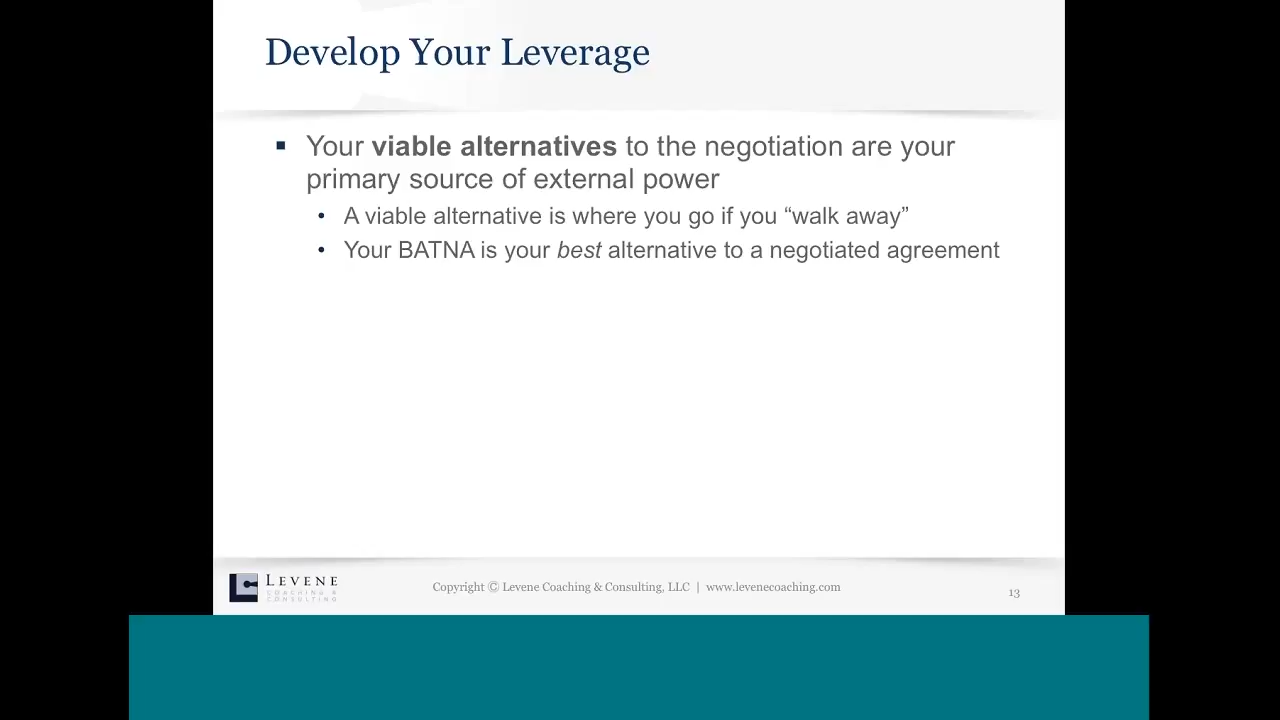 Develop Your Leverage
▪ Your viable alternatives to the negotiation are your
primary source of external power
• A viable alternative is where you go if you “walk away”
• Your BATNA is your best alternative to a negotiated agreement
LEVENE
COACHING &
CONSULTING
Copyright © Levene Coaching & Consulting, LLC | www.levenecoaching.com
13